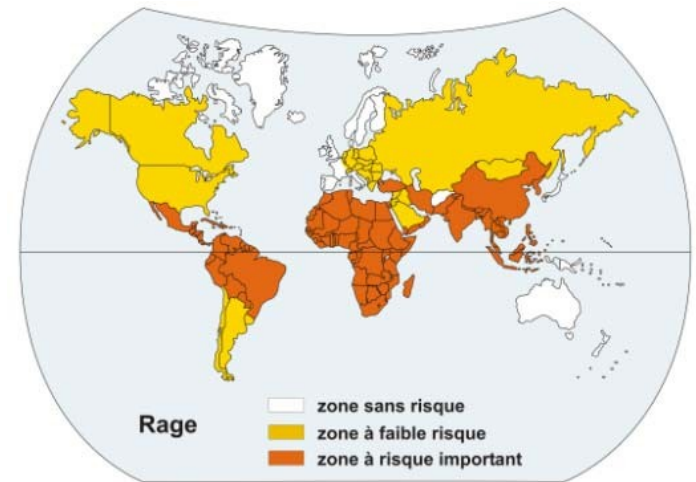 Rage
zone sans risque
zone à faible risque
zone à risque important